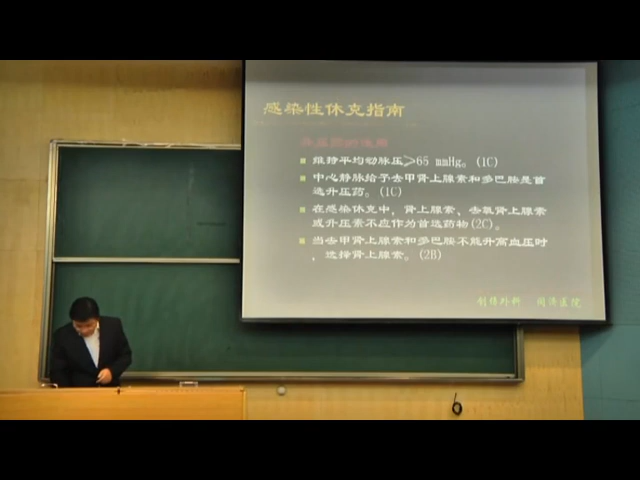 感染性休克指南
升压药的使用
维持平均动脉压≥65 mmHg。(1C)
中心静脉给予去甲肾上腺素和多巴胺是首
选升压药。(1C)
在感染休克中，肾上腺素、去氧肾上腺素
或升压素不应作为首选药物(2C)。
当去甲肾上腺素和多巴胺不能升高血压时
，选择肾上腺素。(2B)
创伤外科 同济医院